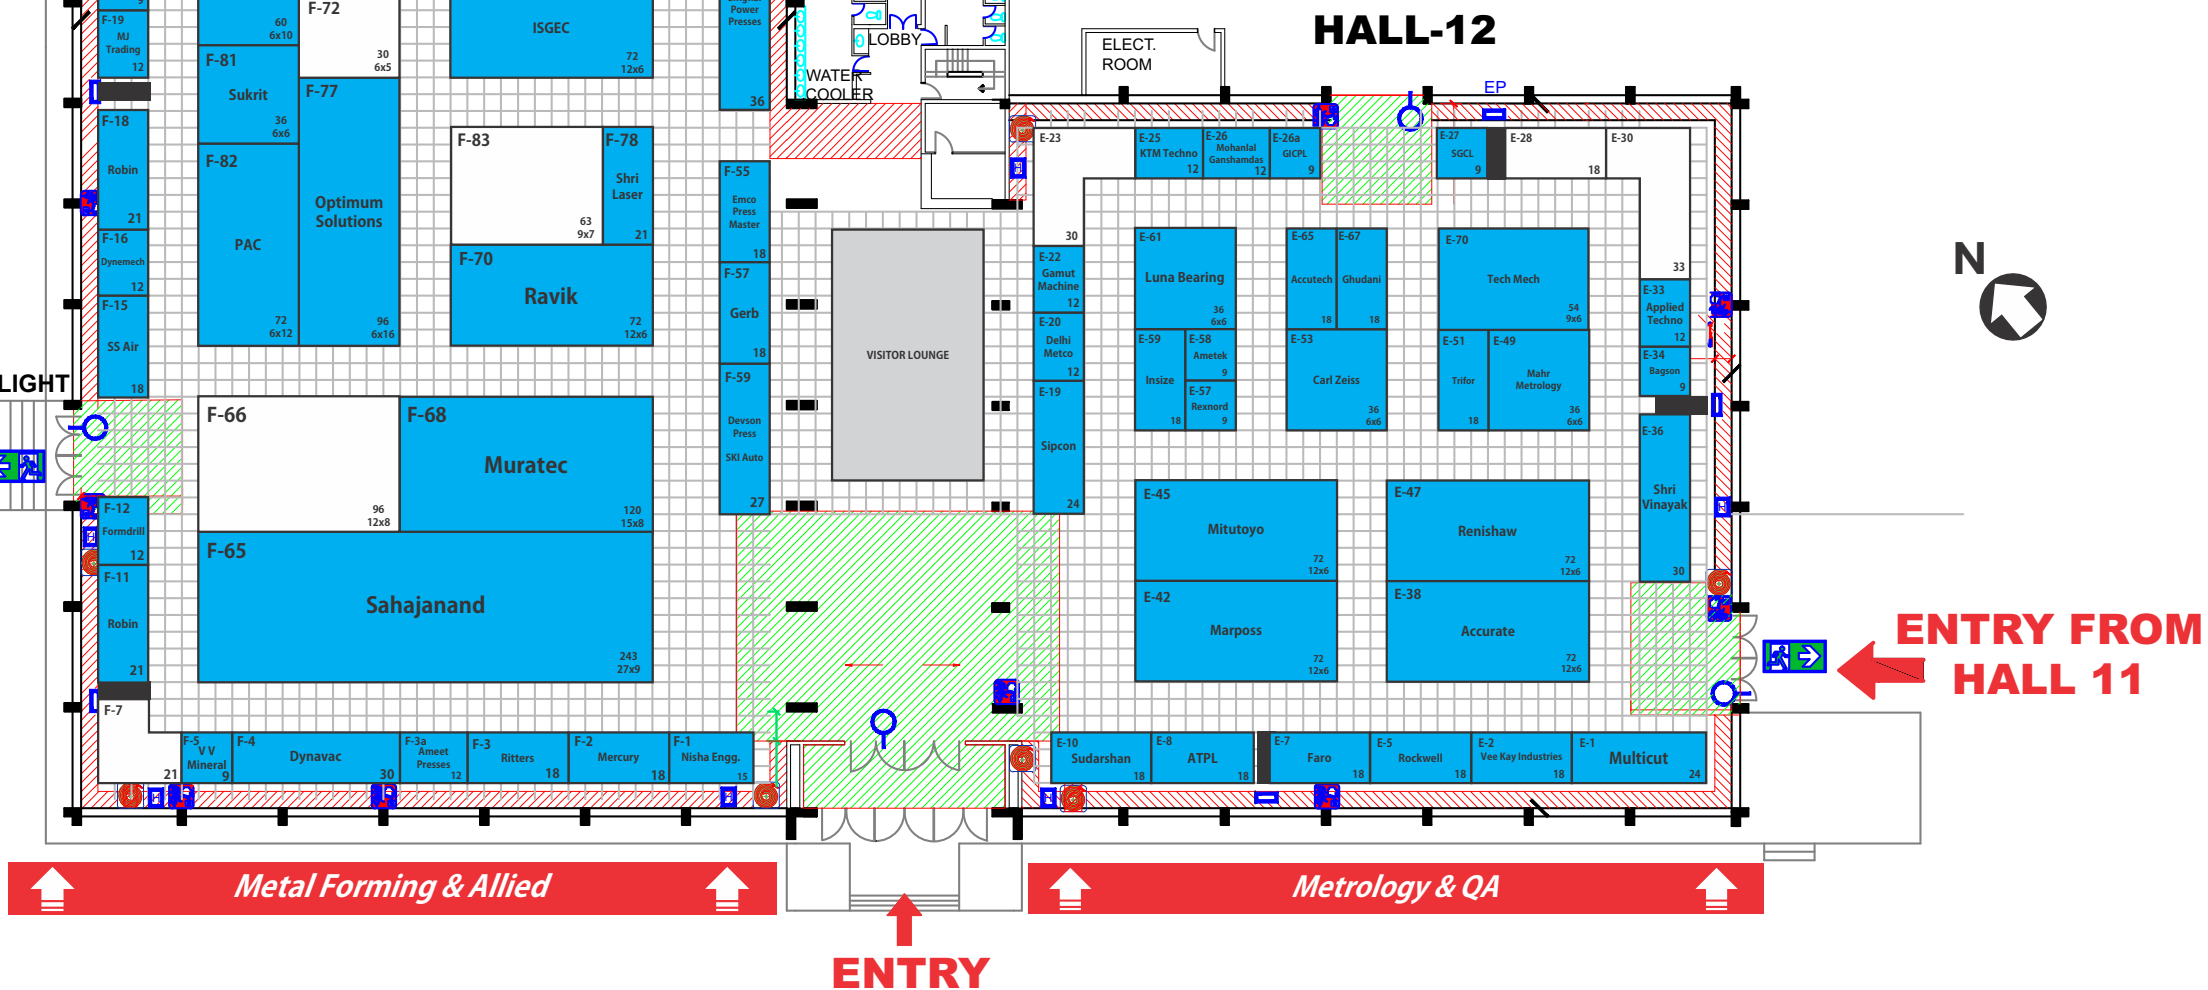 HALL-12
9
F-19
MJ
Trading
12
60
6x10
F-72
30
6x5
ISGEC
72
12x6
Power
Presses
36
LOBBY
WATER
COOLER
ELECT.
ROOM
EP
F-81
Sukrit
36
6x6
F-77
Optimum
Solutions
96
6x16
F-18
Robin
21
F-82
PAC
72
6x12
F-83
63
9x7
F-78
Shri
Laser
21
F-16
Dynemech
12
F-15
SS Air
18
F-70
Ravik
72
12x6
F-55
Emco
Press
Master
18
F-57
Gerb
18
F-59
Devson
Press
SKI Auto
27
VISITOR LOUNGE
LIGHT
F-66
96
12x8
F-68
Muratec
120
15x8
F-12
Formdrill
12
F-11
Robin
21
F-65
Sahajanand
243
27x9
F-7
21
F-5
V V
Mineral
9
F-4
Dynavac
30
F-3a
Ameet
Presses
12
F-3
Ritters
18
F-2
Mercury
18
F-1
Nisha Engg.
15
E-23
30
E-25
KTM Techno
12
E-26
Mohanlal
Ganshamdas
12
E-26a
GICPL
9
E-27
SGCL
9
E-28
18
E-30
33
E-22
Gamut
Machine
12
E-20
Delhi
Metco
12
E-19
Sipcon
24
E-61
Luna Bearing
36
6x6
E-65
Accutech
18
E-67
Ghudani
18
E-70
Tech Mech
54
9x6
E-33
Applied
Techno
12
E-34
Bagson
9
E-59
Insize
18
E-58
Ametek
9
E-57
Rexnord
9
E-53
Carl Zeiss
36
6x6
E-51
Trifor
18
E-49
Mahr
Metrology
36
6x6
E-36
Shri
Vinayak
30
E-45
Mitutoyo
72
12x6
E-47
Renishaw
72
12x6
E-42
Marposs
72
12x6
E-38
Accurate
72
12x6
E-10
Sudarshan
18
E-8
ATPL
18
E-7
Faro
18
E-5
Rockwell
18
E-2
Vee Kay Industries
18
E-1
Multicut
24
N
ENTRY FROM
HALL 11
Metal Forming & Allied
Metrology & QA
ENTRY